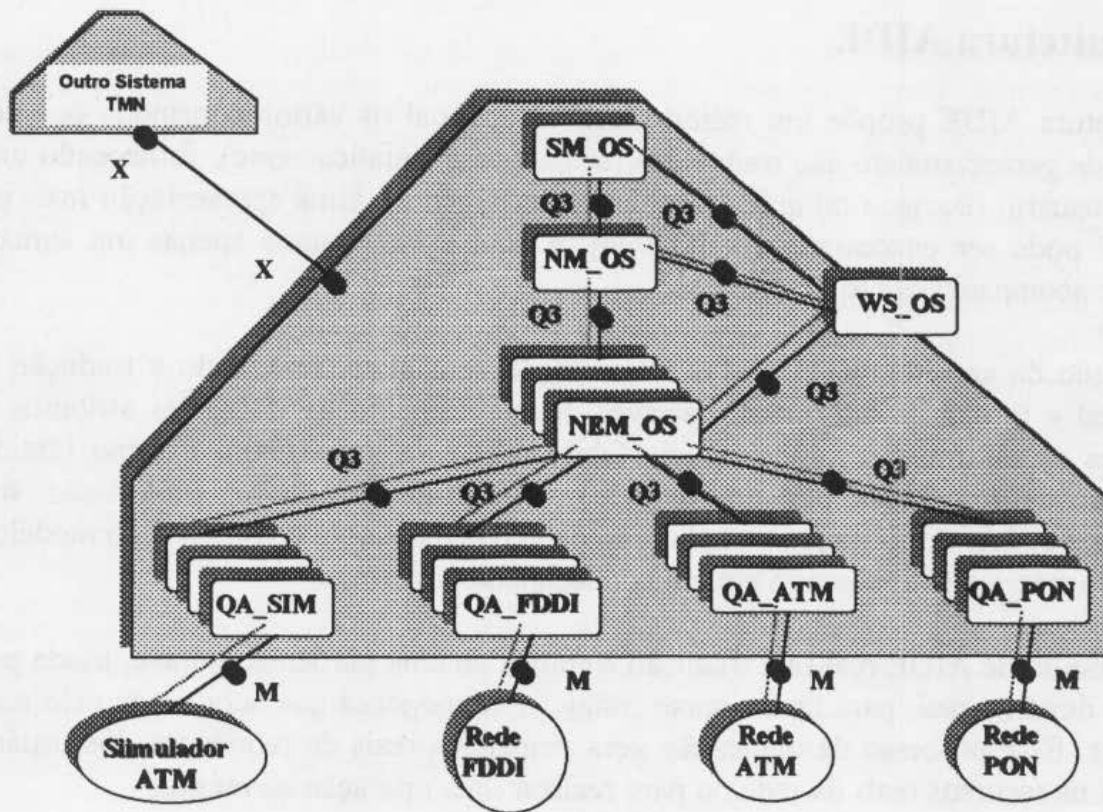 Outro Sistema
TMN
X
X
SM_OS
Q3
Q3
NM_OS
WS_OS
Q3
Q3
Q3
NEM_OS
Q3
Q3
Q3
Q3
QA_SIM
QA_FDDI
QA_ATM
QA_PON
M
M
M
M
Simulador
ATM
Rede
FDDI
Rede
ATM
Rede
PON